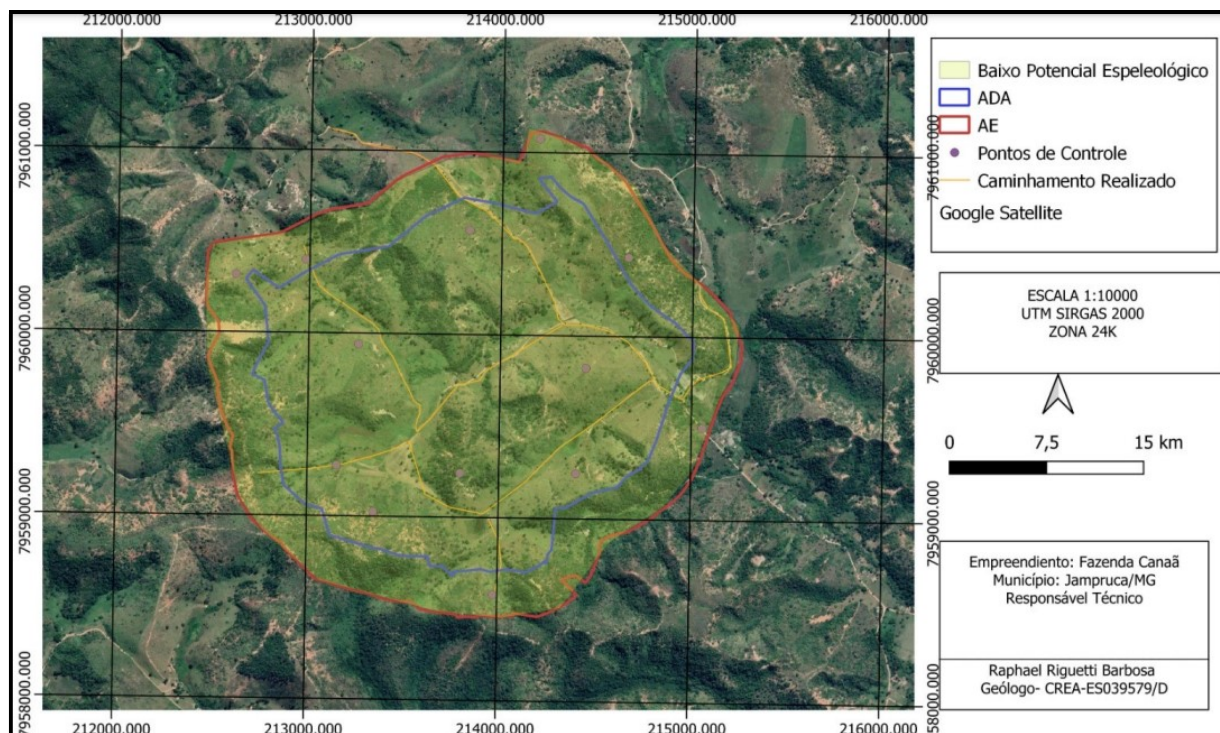 212000.000 213000.000 214000.000 215000.000 216000.000
7961000.000
7960000.000
7959000.000
7958000.000
7961000.000
7960000.000
7959000.000
58000.000
212000.000 213000.000 214000.000 215000.000 216000.000
Baixo Potencial Espeleológico
ADA
AE
Pontos de Controle
Caminhamento Realizado
Google Satellite
ESCALA 1:10000
UTM SIRGAS 2000
ZONA 24K
0 7,5 15 km
Empreendiento: Fazenda Canaã
Município: Jampruca/MG
Responsável Técnico
Raphael Riguetti Barbosa
Geólogo- CREA-ES039579/D